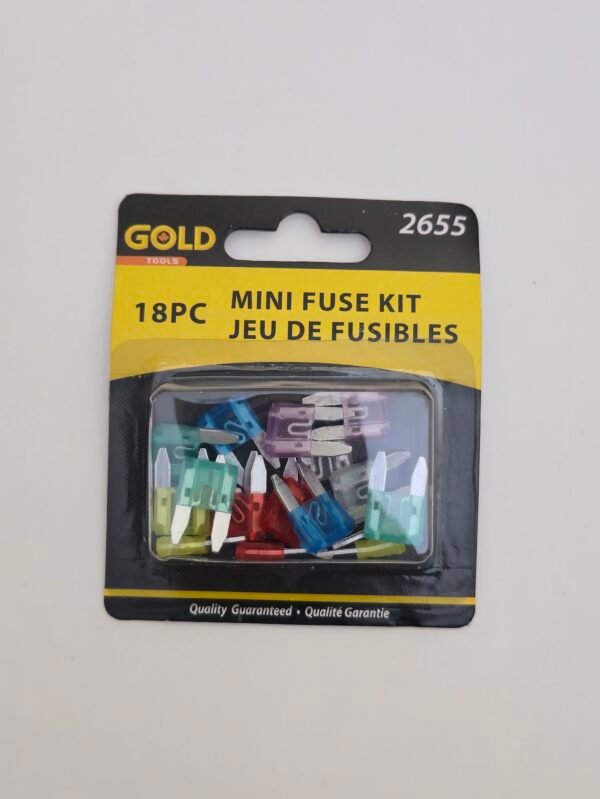 2655
GOLD
TOOLS
18PC
MINI FUSE KIT
JEU DE FUSIBLES
Quality Guaranteed • Qualité Garantie